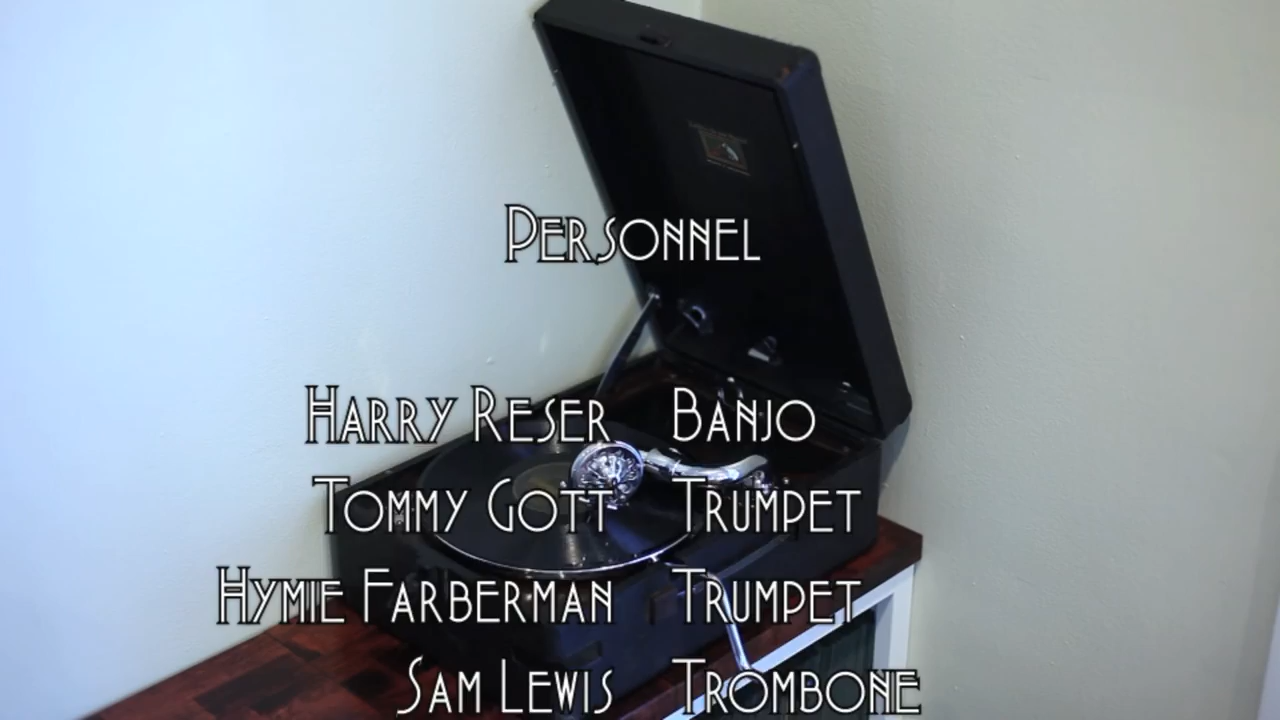 Personnel
Harry Reser Banjo
Tommy Gott Trumpet
Hymie Farberman Trumpet
Sam Lewis Trombone